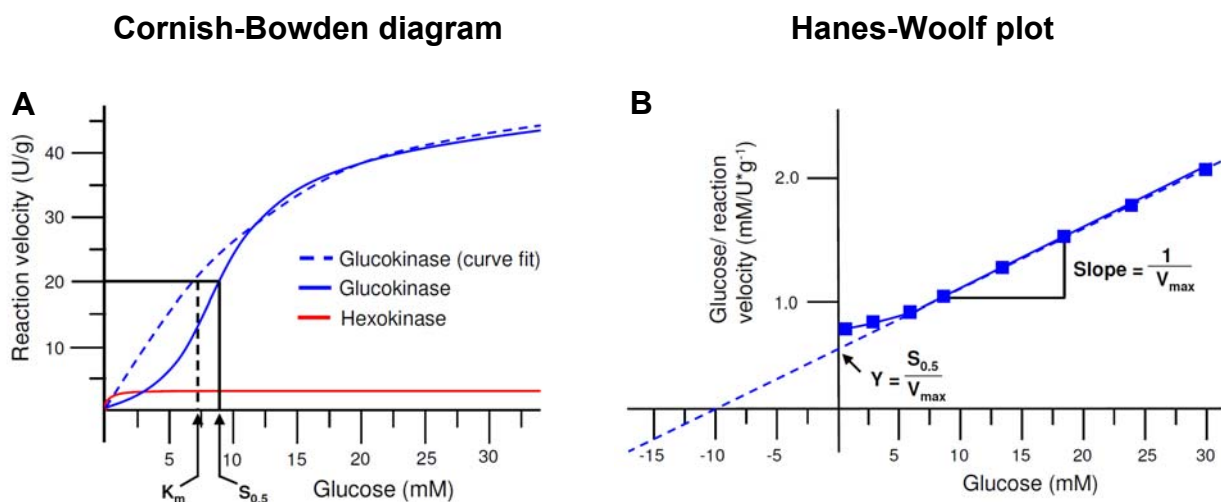 Cornish-Bowden diagram
Hanes-Woolf plot
A
Reaction velocity (U/g)
40
30
20
10
Glucokinase (curve fit)
Glucokinase
Hexokinase
5
10
15
20
25
30
Km
S0.5
Glucose (mM)
B
Glucose/ reaction
velocity (mM/U*g-1)
2.0
1.0
Slope = 1
Vmax
Y = S0.5
Vmax
-15
-10
-5
5
10
15
20
25
30
Glucose (mM)